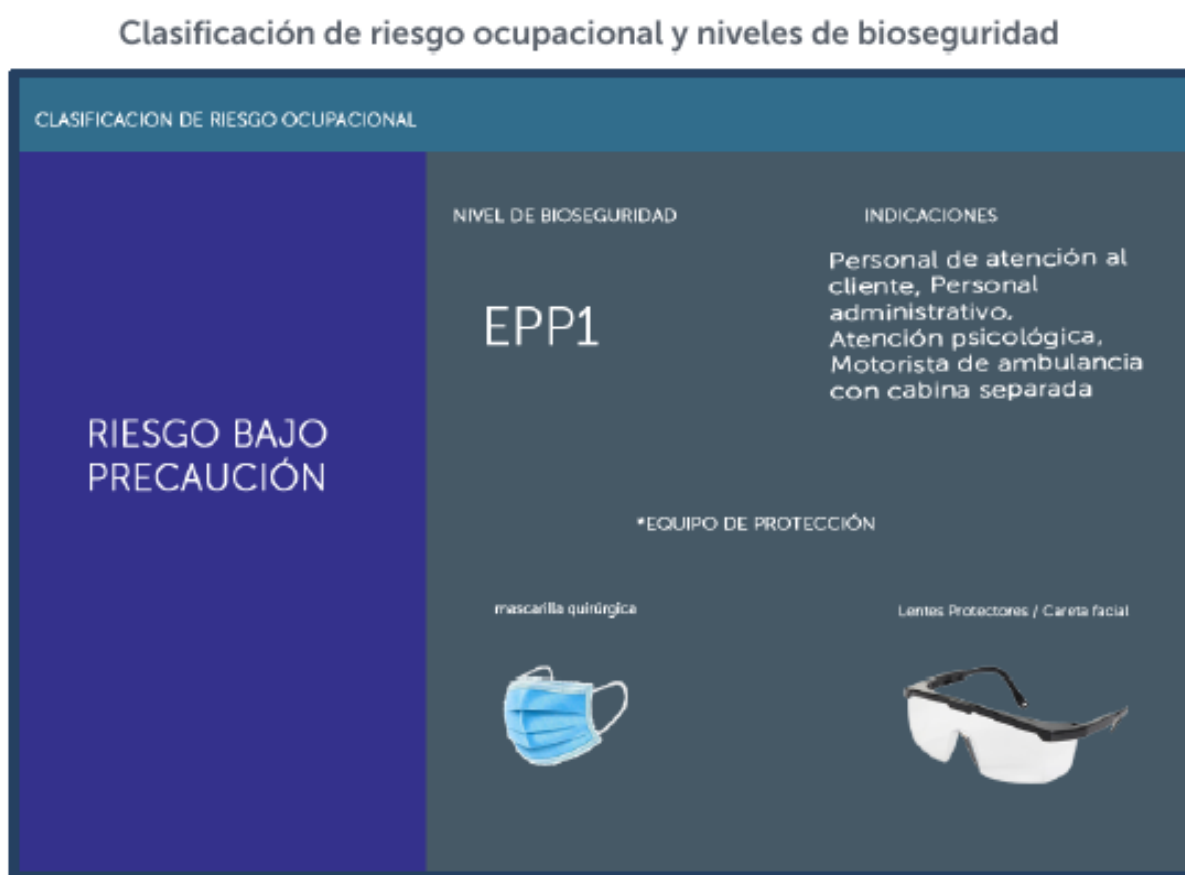 Clasificación de riesgo ocupacional y niveles de bioseguridad
CLASIFICACION DE RIESGO OCUPACIONAL
RIESGO BAJO
PRECAUCIÓN
NIVEL DE BIOSEGURIDAD
EPP1
INDICACIONES
Personal de atención al
cliente, Personal
administrativo.
Atención psicológica,
Motorista de ambulancia
con cabina separada
*EQUIPO DE PROTECCIÓN
mascarilla quirúrgica
Lentes Protectores / Careta facial